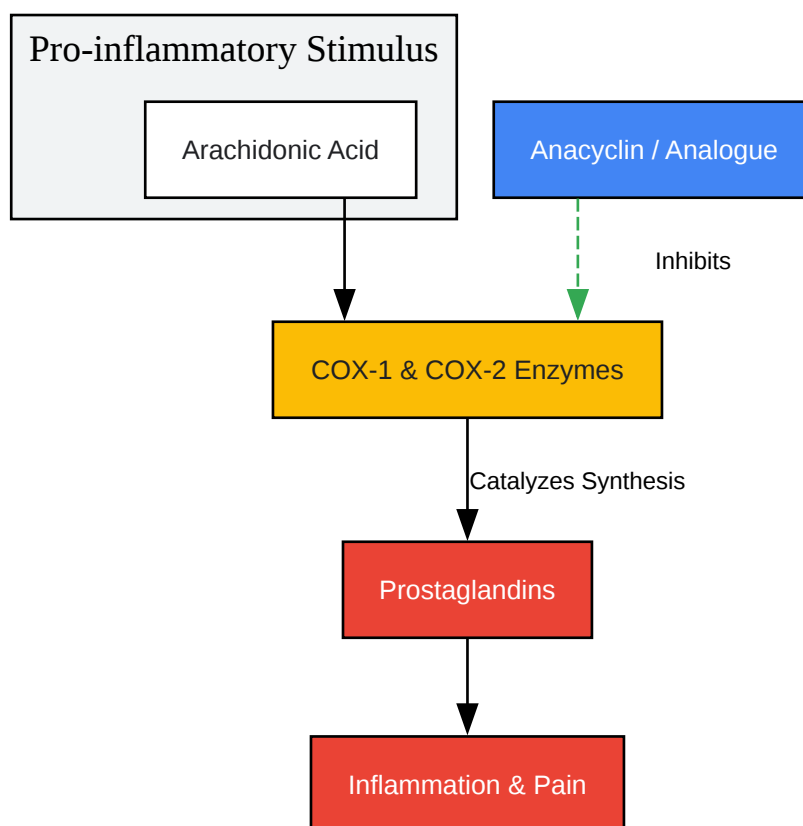 Pro-inflammatory Stimulus
Arachidonic Acid
Anacyclin / Analogue
Inhibits
COX-1 & COX-2 Enzymes
Catalyzes Synthesis
Prostaglandins
Inflammation & Pain